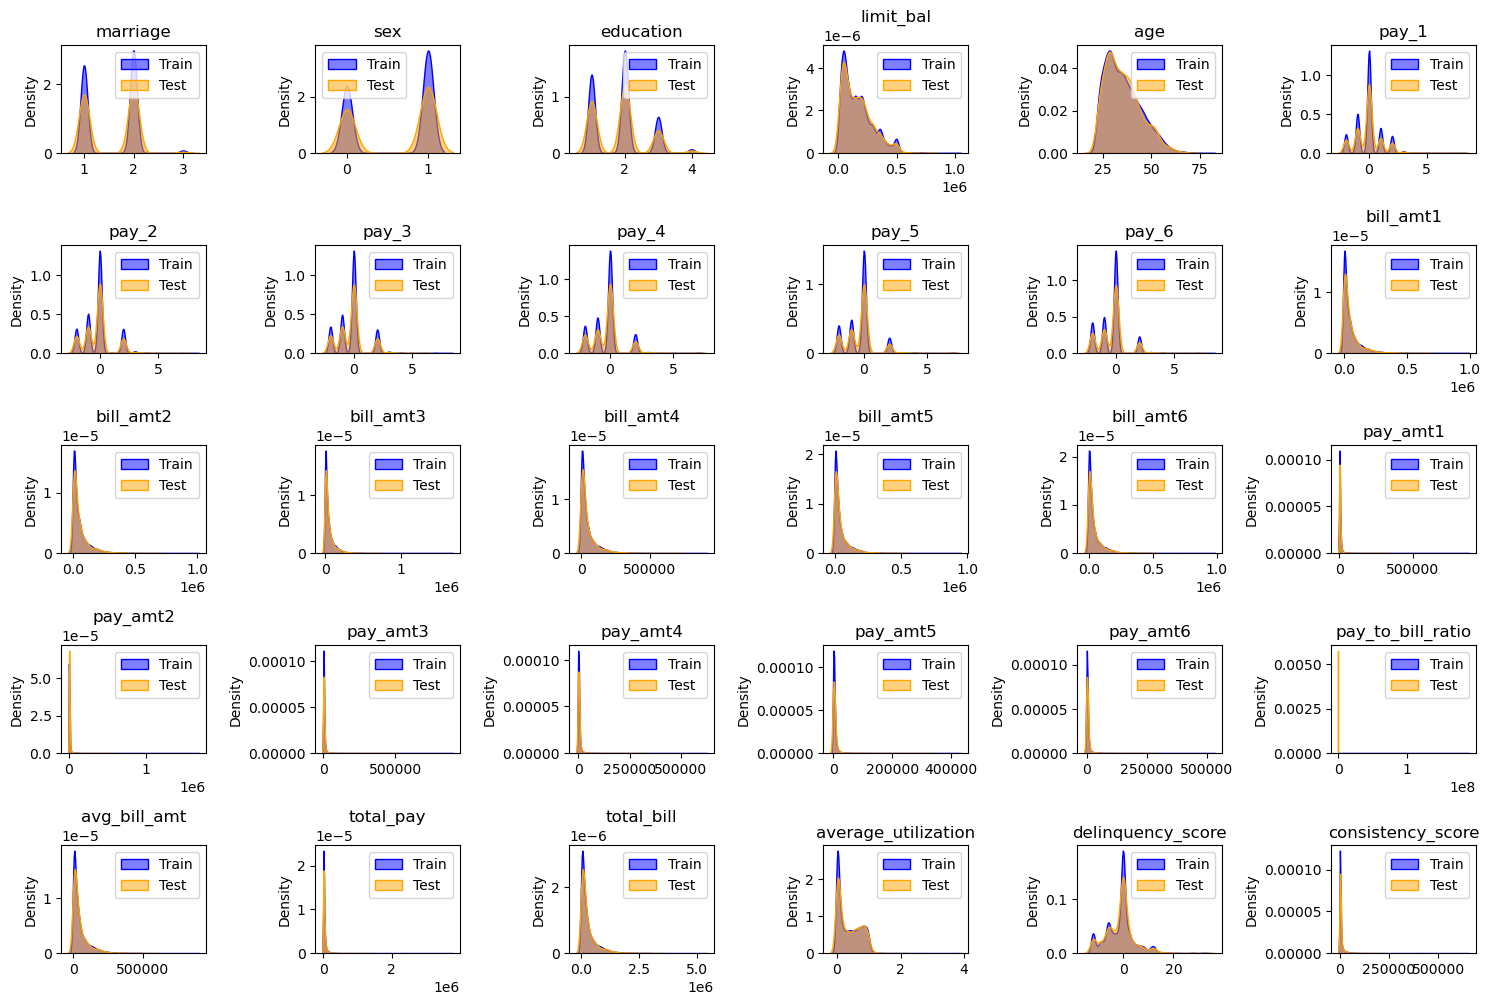 marriage
Density
2
0
1
2
3
Train
Test
sex
Density
2
0
0
1
Train
Test
education
Density
1
0
2
4
Train
Test
limit_bal
1e−6
Density
4
2
0
0.0
0.5
1.0
1e6
Train
Test
age
Density
0.04
0.02
0.00
25
50
75
Train
Test
pay_1
Density
1.0
0.5
0.0
0
5
Train
Test
pay_2
Density
1.0
0.5
0.0
0
5
Train
Test
pay_3
Density
1.0
0.5
0.0
0
5
Train
Test
pay_4
Density
1.0
0.5
0.0
0
5
Train
Test
pay_5
Density
1
0
0
5
Train
Test
pay_6
Density
1.0
0.5
0.0
0
5
Train
Test
bill_amt1
1e−5
Density
1
0
0.0
0.5
1.0
1e6
Train
Test
bill_amt2
1e−5
Density
1
0
0.0
0.5
1.0
1e6
Train
Test
bill_amt3
1e−5
Density
1
0
0
1
1e6
Train
Test
bill_amt4
1e−5
Density
1
0
0
500000
Train
Test
bill_amt5
1e−5
Density
2
1
0
0.0
0.5
1.0
1e6
Train
Test
bill_amt6
1e−5
Density
2
1
0
0.0
0.5
1.0
1e6
Train
Test
pay_amt1
Density
0.00010
0.00005
0.00000
0
500000
Train
Test
pay_amt2
1e−5
Density
5.0
2.5
0.0
0
1
1e6
Train
Test
pay_amt3
Density
0.00010
0.00005
0.00000
0
500000
Train
Test
pay_amt4
Density
0.00010
0.00005
0.00000
0
250000
500000
Train
Test
pay_amt5
Density
0.00010
0.00005
0.00000
0
200000
400000
Train
Test
pay_amt6
Density
0.00010
0.00005
0.00000
0
250000
500000
Train
Test
pay_to_bill_ratio
Density
0.0050
0.0025
0.0000
0
1
1e8
Train
Test
avg_bill_amt
1e−5
Density
1
0
0
500000
Train
Test
total_pay
1e−5
Density
2
1
0
0
2
1e6
Train
Test
total_bill
1e−6
Density
2
0
0.0
2.5
5.0
1e6
Train
Test
average_utilization
Density
2
1
0
0
2
4
Train
Test
delinquency_score
Density
0.1
0.0
0
20
Train
Test
consistency_score
Density
0.00010
0.00005
0.00000
0
250000
500000
Train
Test